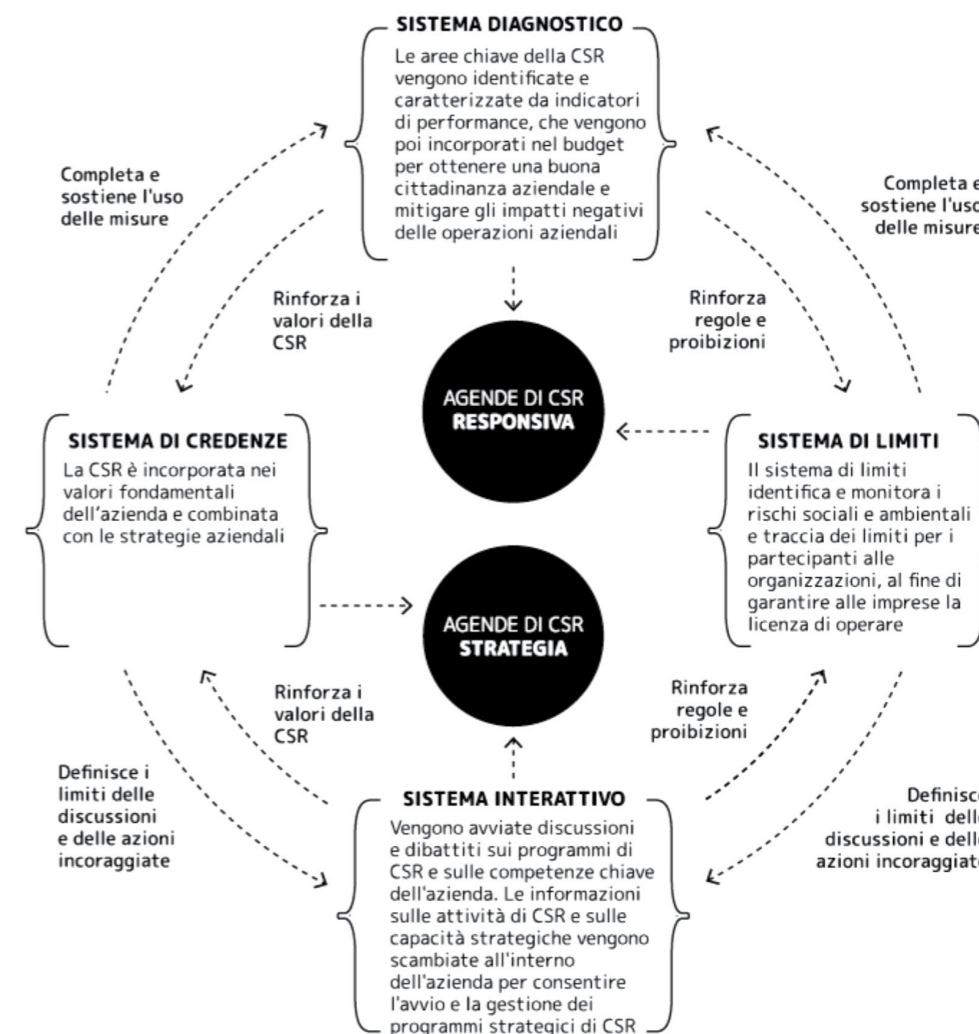 SISTEMA DIAGNOSTICO
Le aree chiave della CSR
vengono identificate e
caratterizzate da indicatori
di performance, che vengono
poi incorporati nel budget
per ottenere una buona
cittadinanza aziendale e
mitigare gli impatti negativi
delle operazioni aziendali
Completa e
sostiene l'uso
delle misure
Completa e
sostiene l'uso
delle misure
Rinforza i
valori della
CSR
Rinforza
regole e
proibizioni
AGENDE DI CSR
RESPONSIVA
SISTEMA DI CREDENZE
La CSR è incorporata nei
valori fondamentali
dell'azienda e combinata
con le strategie aziendali
SISTEMA DI LIMITI
Il sistema di limiti
identifica e monitora i
rischi sociali e ambientali
e traccia dei limiti per i
partecipanti alle
organizzazioni, al fine di
garantire alle imprese la
licenza di operare
AGENDE DI CSR
STRATEGIA
Rinforza i
valori della
CSR
Rinforza
regole e
proibizioni
Definisce i
limiti delle
discussioni
e delle azioni
incoraggiate
Definisce
i limiti delle
discussioni e delle
azioni incoraggiate
SISTEMA INTERATTIVO
Vengono avviate discussioni
e dibattiti sui programmi di
CSR e sulle competenze chiave
dell'azienda. Le informazioni
sulle attività di CSR e sulle
capacità strategiche vengono
scambiate all'interno
dell'azienda per consentire
l'avvio e la gestione dei
programmi strategici di CSR